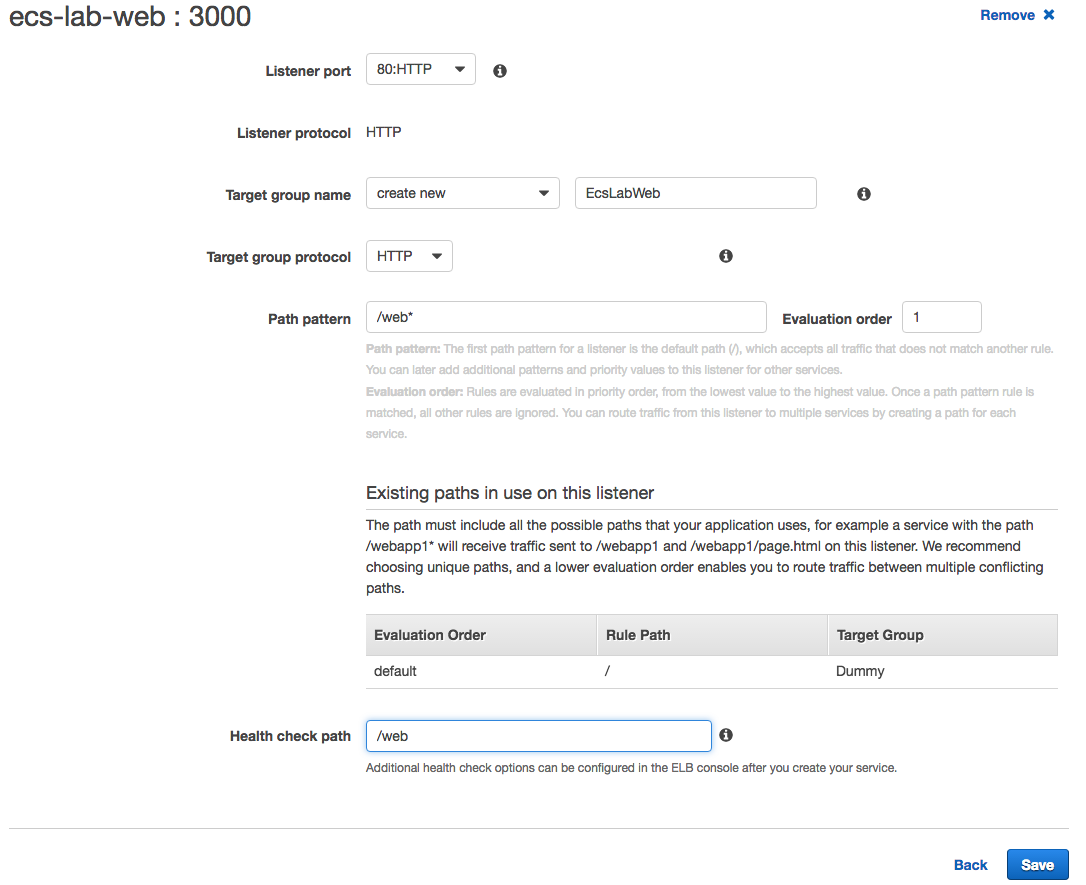 ecs-lab-web : 3000
Remove ✖
Listener port
80:HTTP
Listener protocol
HTTP
Target group name
create new
EcsLabWeb
Target group protocol
HTTP
Path pattern
/web*
Evaluation order
1
Path pattern: The first path pattern for a listener is the default path (/), which accepts all traffic that does not match another rule.
You can later add additional patterns and priority values to this listener for other services.
Evaluation order: Rules are evaluated in priority order, from the lowest value to the highest value. Once a path pattern rule is
matched, all other rules are ignored. You can route traffic from this listener to multiple services by creating a path for each
service.
Existing paths in use on this listener
The path must include all the possible paths that your application uses, for example a service with the path
/webapp1* will receive traffic sent to /webapp1 and /webapp1/page.html on this listener. We recommend
choosing unique paths, and a lower evaluation order enables you to route traffic between multiple conflicting
paths.
Evaluation Order
Rule Path
Target Group
default
/
Dummy
Health check path
/web
Additional health check options can be configured in the ELB console after you create your service.
Back
Save